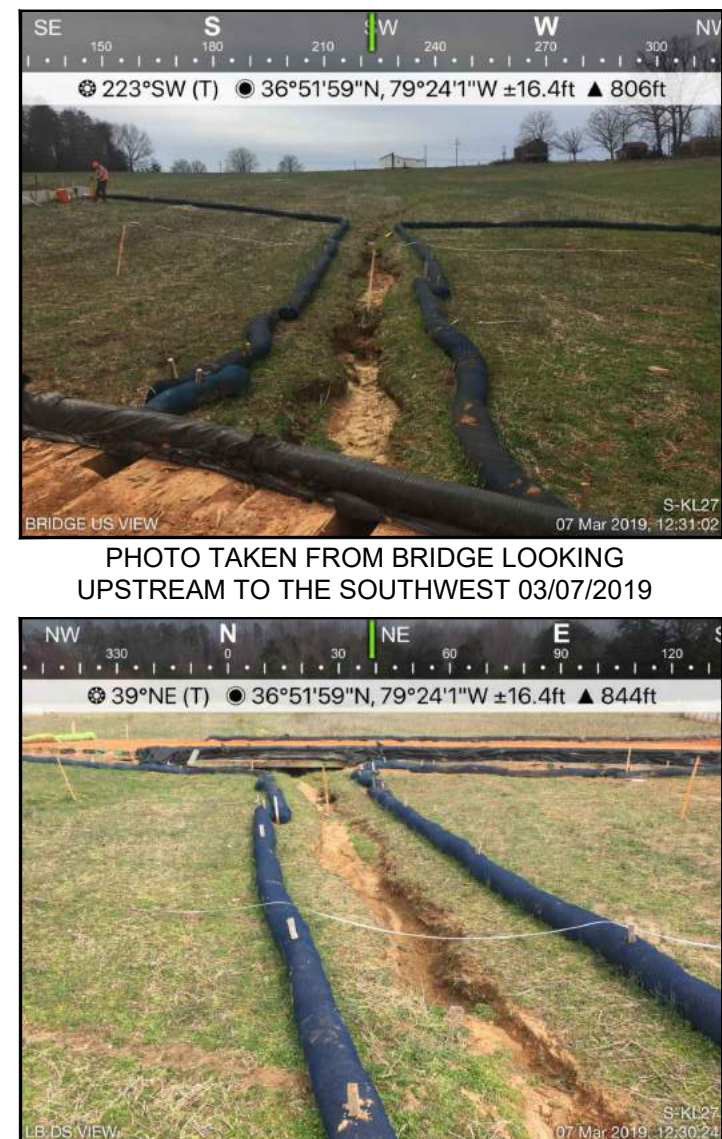 SE S SW W NW
150 180 210 240 270 300
223°SW (T) 36°51'59"N, 79°24'1"W ±16.4ft ▲ 806ft
S-KL27
BRIDGE US VIEW 07 Mar 2019, 12:31:02
PHOTO TAKEN FROM BRIDGE LOOKING
UPSTREAM TO THE SOUTHWEST 03/07/2019
NW N NE E
330 0 30 60 90 120
39°NE (T) 36°51'59"N, 79°24'1"W ±16.4ft ▲ 844ft
S-KL27
LB DS VIEW 07 Mar 2019, 12:30:24